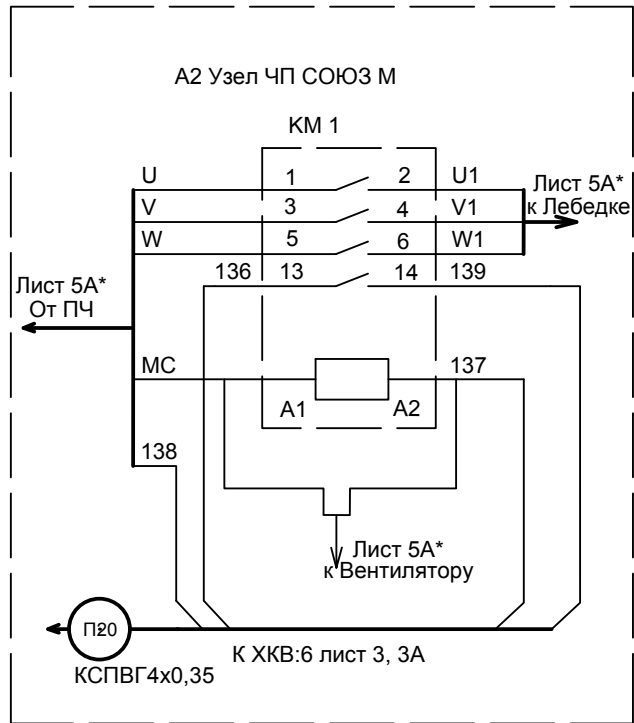 А2 Узел ЧП СОЮЗ М
КМ 1
U 1 2 U1
V 3 4 V1
W 5 6 W1
136 13 14 139
Лист 5А*
к Лебедке
Лист 5А*
От ПЧ
МС 137
А1 А2
138
Лист 5А*
к Вентилятору
П20
К ХКВ:6 лист 3, 3А
КСПВГ4х0,35